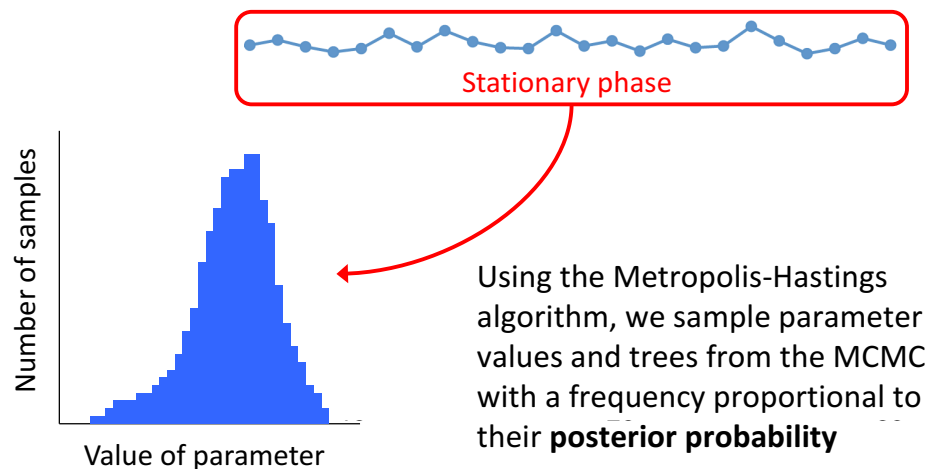 Stationary phase
Number of samples
Value of parameter
Using the Metropolis-Hastings
algorithm, we sample parameter
values and trees from the MCMC
with a frequency proportional to
their posterior probability